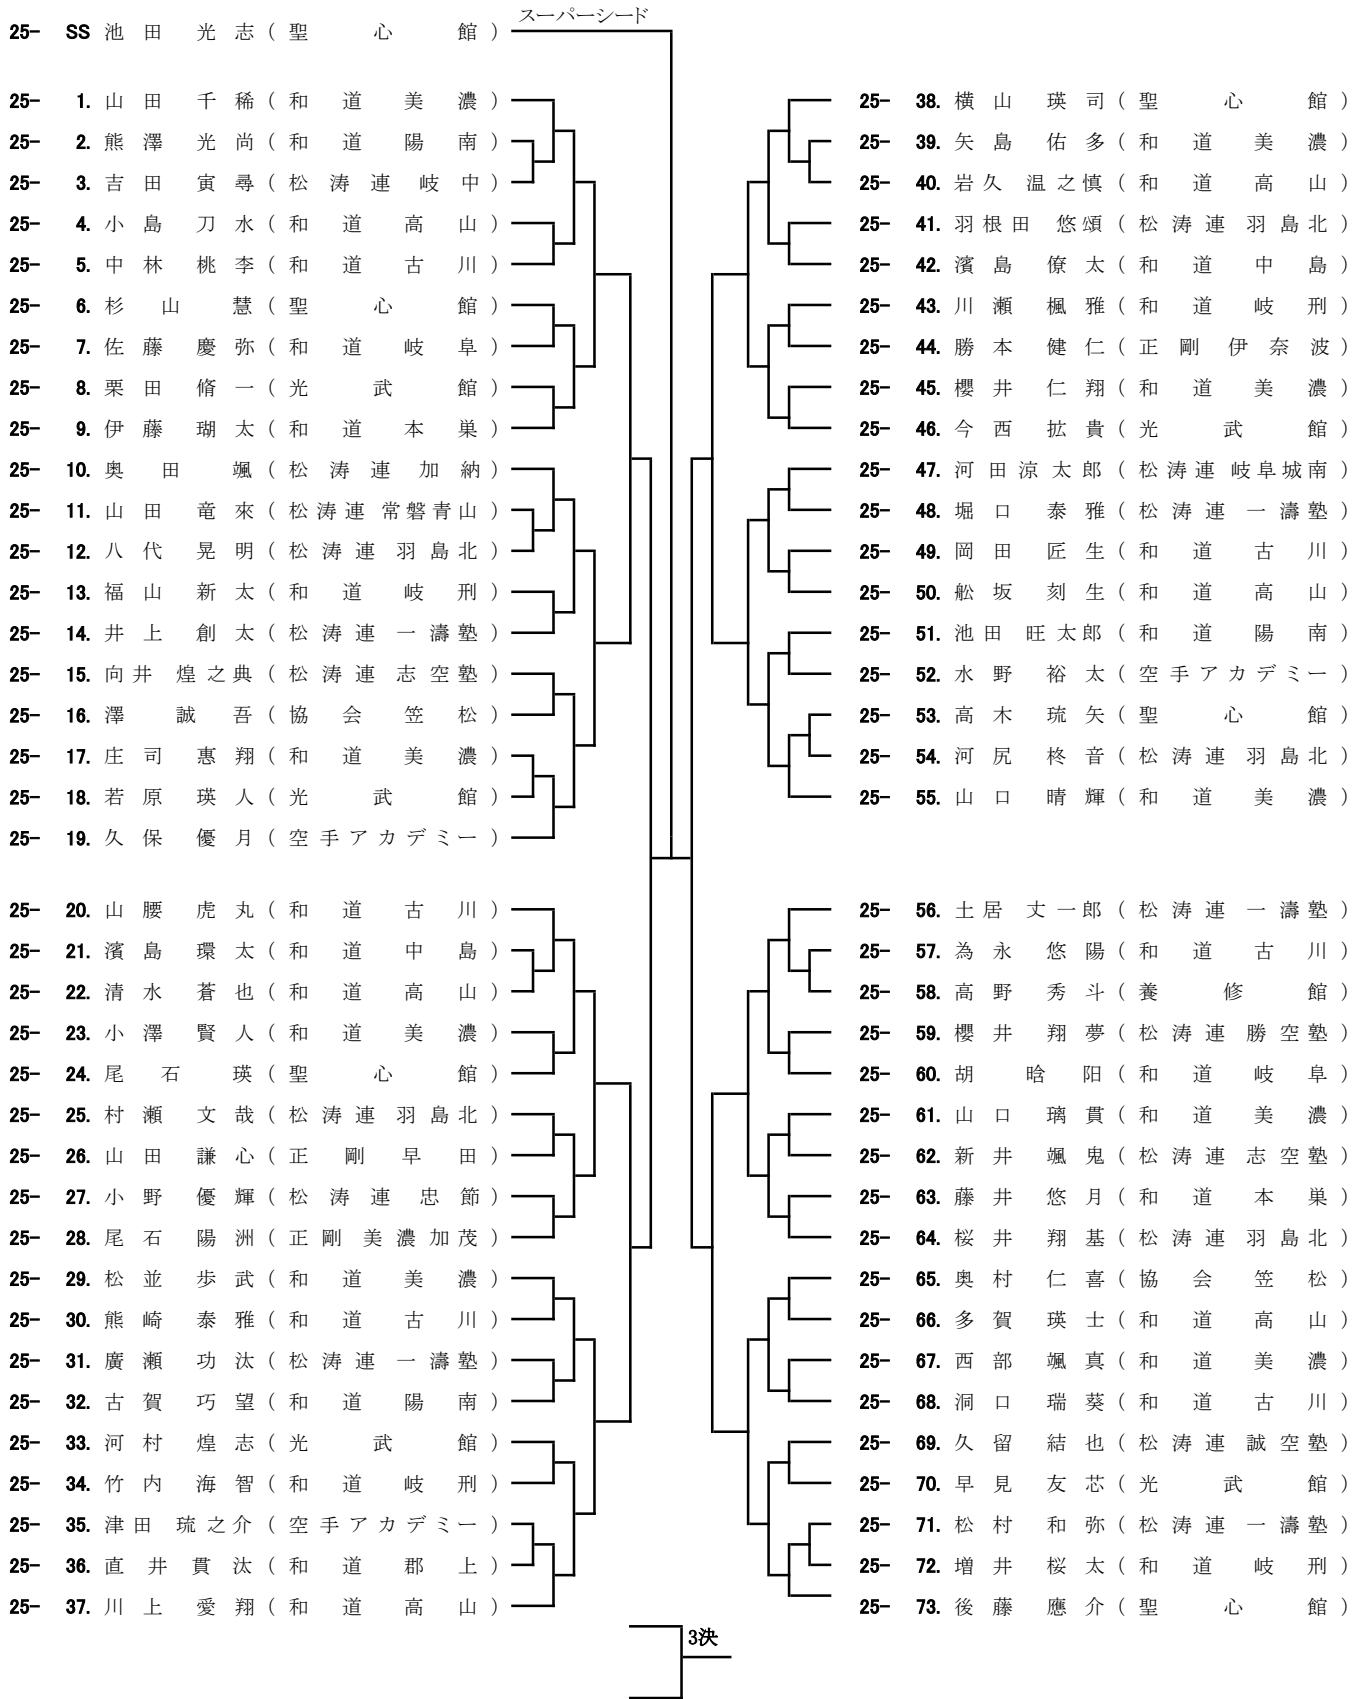 スーパーシード
25- SS 池田 光志（聖心館）
25- 1. 山田 千稀（和道美濃）
25- 2. 熊澤 光尚（和道陽南）
25- 3. 吉田 寅尋（松涛連岐中）
25- 4. 小島 刀水（和道高山）
25- 5. 中林 桃李（和道古川）
25- 6. 杉山 慧（聖心館）
25- 7. 佐藤 慶弥（和道岐阜）
25- 8. 栗田 脩一（光武館）
25- 9. 伊藤 瑚太（和道本巣）
25- 10. 奥田 颯（松涛連加納）
25- 11. 山田 竜來（松涛連常磐青山）
25- 12. 八代 晃明（松涛連羽島北）
25- 13. 福山 新太（和道岐刑）
25- 14. 井上 創太（松涛連一濤塾）
25- 15. 向井 煌之典（松涛連志空塾）
25- 16. 澤 誠吾（協会笠松）
25- 17. 庄司 惠翔（和道美濃）
25- 18. 若原 瑛人（光武館）
25- 19. 久保 優月（空手アカデミー）
25- 20. 山腰 虎丸（和道古川）
25- 21. 濱島 環太（和道中島）
25- 22. 清水 蒼也（和道高山）
25- 23. 小澤 賢人（和道美濃）
25- 24. 尾石 瑛（聖心館）
25- 25. 村瀬 文哉（松涛連羽島北）
25- 26. 山田 謙心（正剛早田）
25- 27. 小野 優輝（松涛連忠節）
25- 28. 尾石 陽洲（正剛美濃加茂）
25- 29. 松並 歩武（和道美濃）
25- 30. 熊崎 泰雅（和道古川）
25- 31. 廣瀬 功汰（松涛連一濤塾）
25- 32. 古賀 巧望（和道陽南）
25- 33. 河村 煌志（光武館）
25- 34. 竹内 海智（和道岐刑）
25- 35. 津田 琉之介（空手アカデミー）
25- 36. 直井 貫汰（和道郡上）
25- 37. 川上 愛翔（和道高山）
25- 38. 横山 瑛司（聖心館）
25- 39. 矢島 佑多（和道美濃）
25- 40. 岩久 温之慎（和道高山）
25- 41. 羽根田 悠頌（松涛連羽島北）
25- 42. 濱島 僚太（和道中島）
25- 43. 川瀬 楓雅（和道岐刑）
25- 44. 勝本 健仁（正剛伊奈波）
25- 45. 櫻井 仁翔（和道美濃）
25- 46. 今西 拡貴（光武館）
25- 47. 河田 涼太郎（松涛連岐阜城南）
25- 48. 堀口 泰雅（松涛連一濤塾）
25- 49. 岡田 匠生（和道古川）
25- 50. 舩坂 刻生（和道高山）
25- 51. 池田 旺太郎（和道陽南）
25- 52. 水野 裕太（空手アカデミー）
25- 53. 高木 琉矢（聖心館）
25- 54. 河尻 柊音（松涛連羽島北）
25- 55. 山口 晴輝（和道美濃）
25- 56. 土居 丈一郎（松涛連一濤塾）
25- 57. 為永 悠陽（和道古川）
25- 58. 高野 秀斗（養修館）
25- 59. 櫻井 翔夢（松涛連勝空塾）
25- 60. 胡 晗阳（和道岐阜）
25- 61. 山口 璃貫（和道美濃）
25- 62. 新井 颯鬼（松涛連志空塾）
25- 63. 藤井 悠月（和道本巣）
25- 64. 桜井 翔基（松涛連羽島北）
25- 65. 奥村 仁喜（協会笠松）
25- 66. 多賀 瑛士（和道高山）
25- 67. 西部 颯真（和道美濃）
25- 68. 洞口 瑞葵（和道古川）
25- 69. 久留 結也（松涛連誠空塾）
25- 70. 早見 友芯（光武館）
25- 71. 松村 和弥（松涛連一濤塾）
25- 72. 増井 桜太（和道岐刑）
25- 73. 後藤 應介（聖心館）
3決